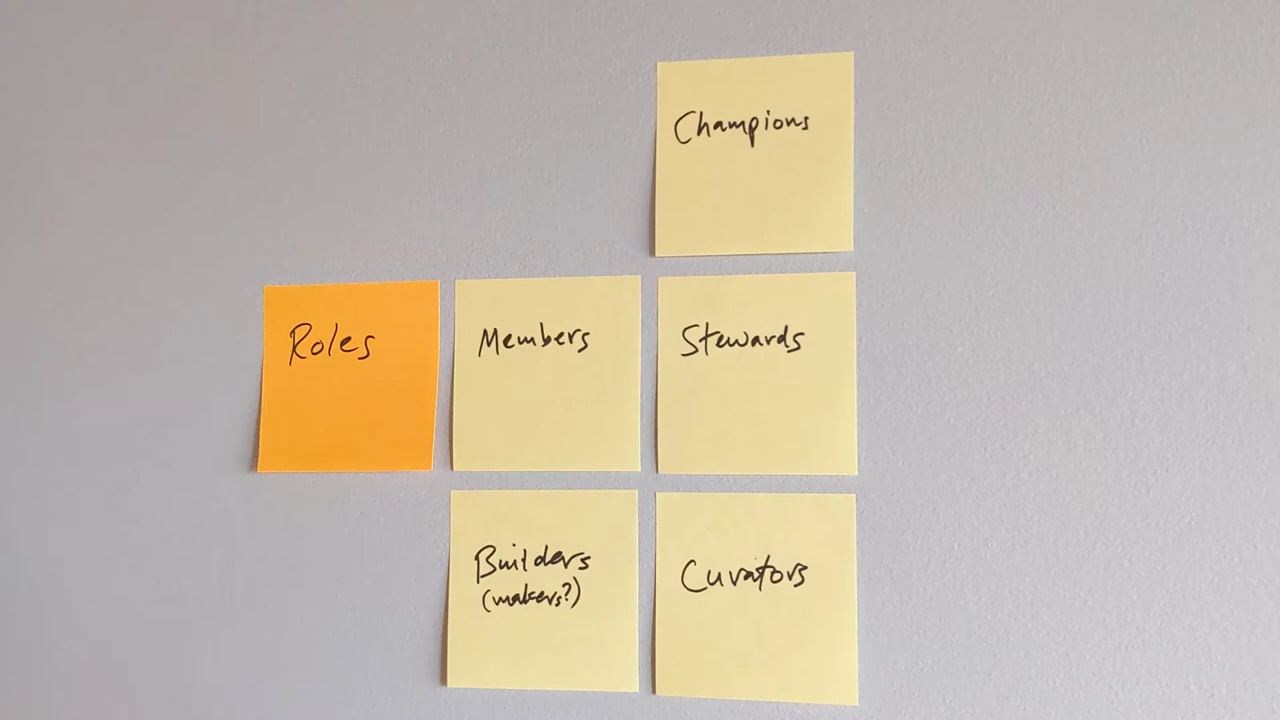 Champions
Roles
Members
Stewards
Builders
(makers?)
Curators